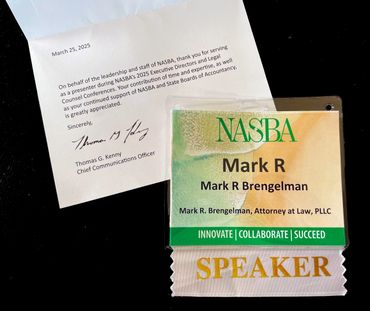 March 25, 2025
On behalf of the leadership and staff of NASBA, thank you for serving
as a presenter during NASBA's 2025 Executive Directors and Legal
Counsel Conferences. Your contribution of time and expertise, as well
as your continued support of NASBA and State Boards of Accountancy,
is greatly appreciated.
Sincerely,
Thomas G. Kenny
Chief Communications Officer
NASBA
Mark R
Mark R Brengelman
Mark R. Brengelman, Attorney at Law, PLLC
INNOVATE | COLLABORATE | SUCCEED
SPEAKER